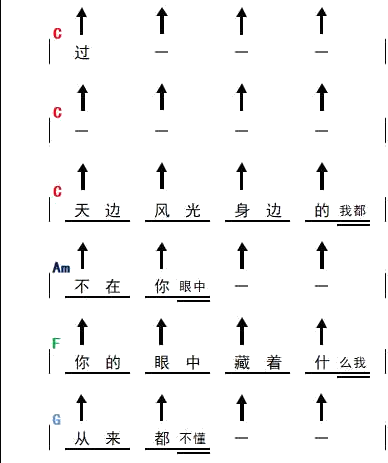 C
过 — — —
C
— — — —
C
天边 风光 身边 的我都
Am
不在 你眼中 — —
F
你的 眼中 藏着 什么我
G
从来 都不懂 — —